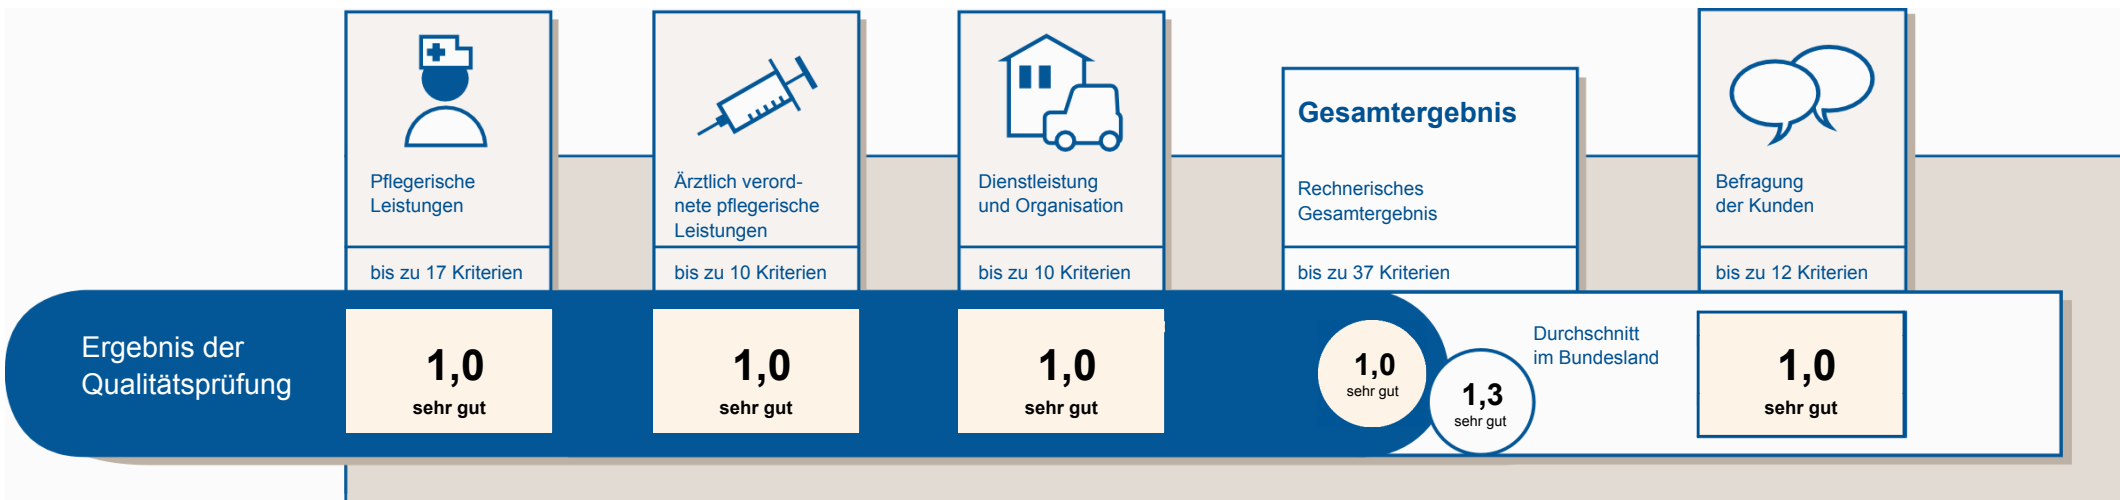 Pflegerische
Leistungen
bis zu 17 Kriterien
Ärztlich verord-
nete pflegerische
Leistungen
bis zu 10 Kriterien
Dienstleistung
und Organisation
bis zu 10 Kriterien
Gesamtergebnis
Rechnerisches
Gesamtergebnis
bis zu 37 Kriterien
Befragung
der Kunden
bis zu 12 Kriterien
Ergebnis der
Qualitätsprüfung
1,0
sehr gut
1,0
sehr gut
1,0
sehr gut
1,0
sehr gut
1,3
sehr gut
Durchschnitt
im Bundesland
1,0
sehr gut